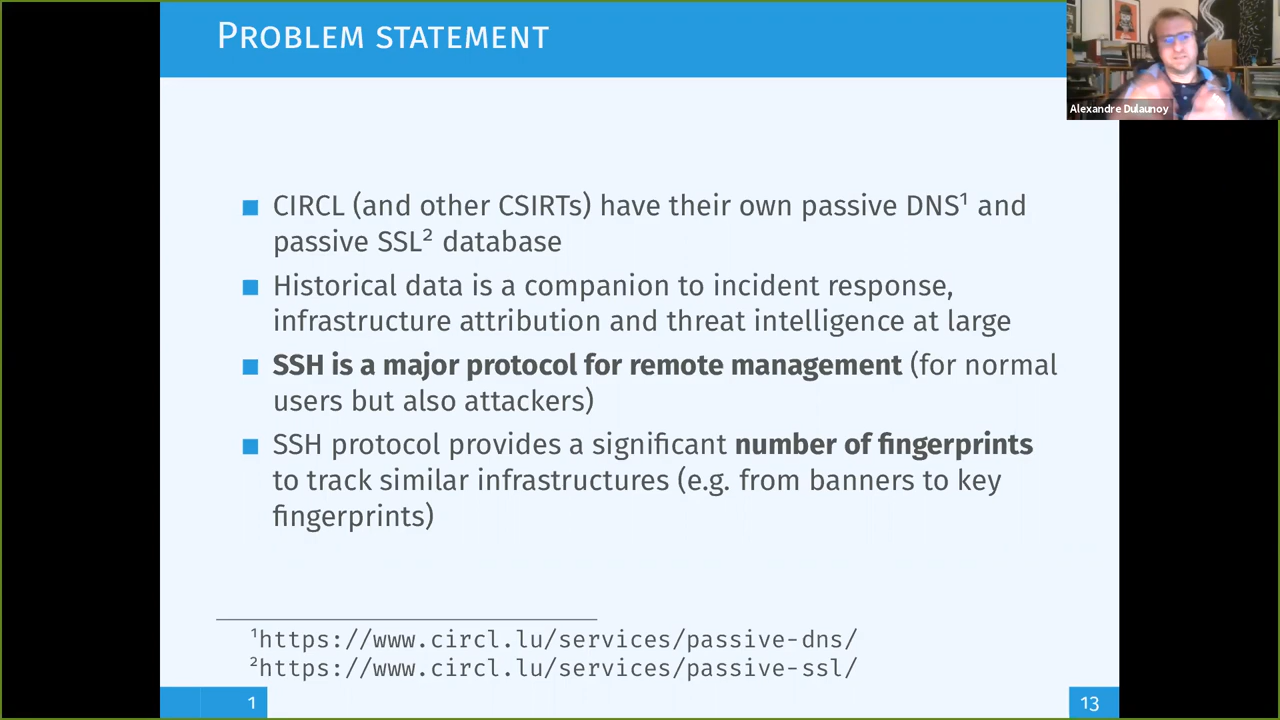 PROBLEM STATEMENT
Alexandre Dulaunoy
■ CIRCL (and other CSIRTs) have their own passive DNS¹ and
passive SSL² database
■ Historical data is a companion to incident response,
infrastructure attribution and threat intelligence at large
■ SSH is a major protocol for remote management (for normal
users but also attackers)
■ SSH protocol provides a significant number of fingerprints
to track similar infrastructures (e.g. from banners to key
fingerprints)
¹https://www.circl.lu/services/passive-dns/
²https://www.circl.lu/services/passive-ssl/
1
13